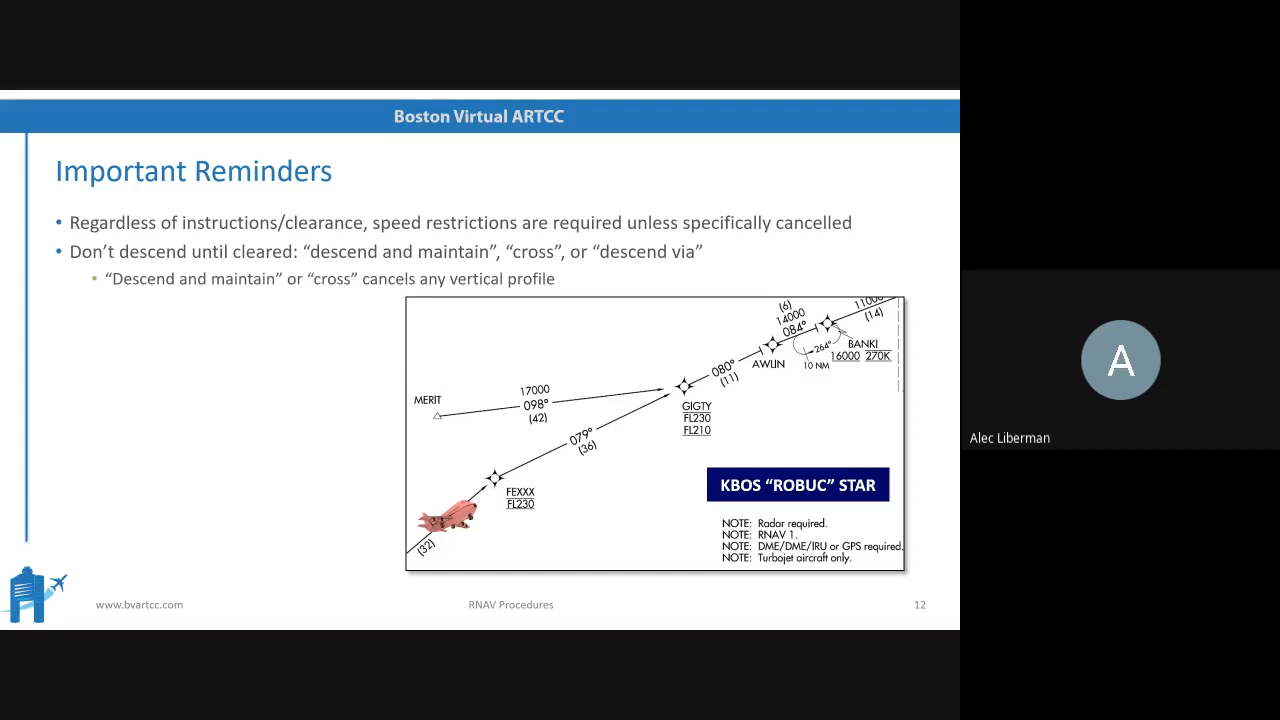 Boston Virtual ARTCC
Important Reminders
• Regardless of instructions/clearance, speed restrictions are required unless specifically cancelled
• Don’t descend until cleared: “descend and maintain”, “cross”, or “descend via”
• “Descend and maintain” or “cross” cancels any vertical profile
(6)
14000
084°
11000
(14)
264°
10 NM
BANKI
16000 270K
AWLIN
080°
(11)
MERIT
17000
098°
(42)
GIGTY
FL230
FL210
079°
(36)
FEXXX
FL230
(32)
KBOS “ROBUC” STAR
NOTE: Radar required.
NOTE: RNAV 1.
NOTE: DME/DME/IRU or GPS required.
NOTE: Turbojet aircraft only.
www.bvartcc.com
RNAV Procedures
12
A
Alec Liberman